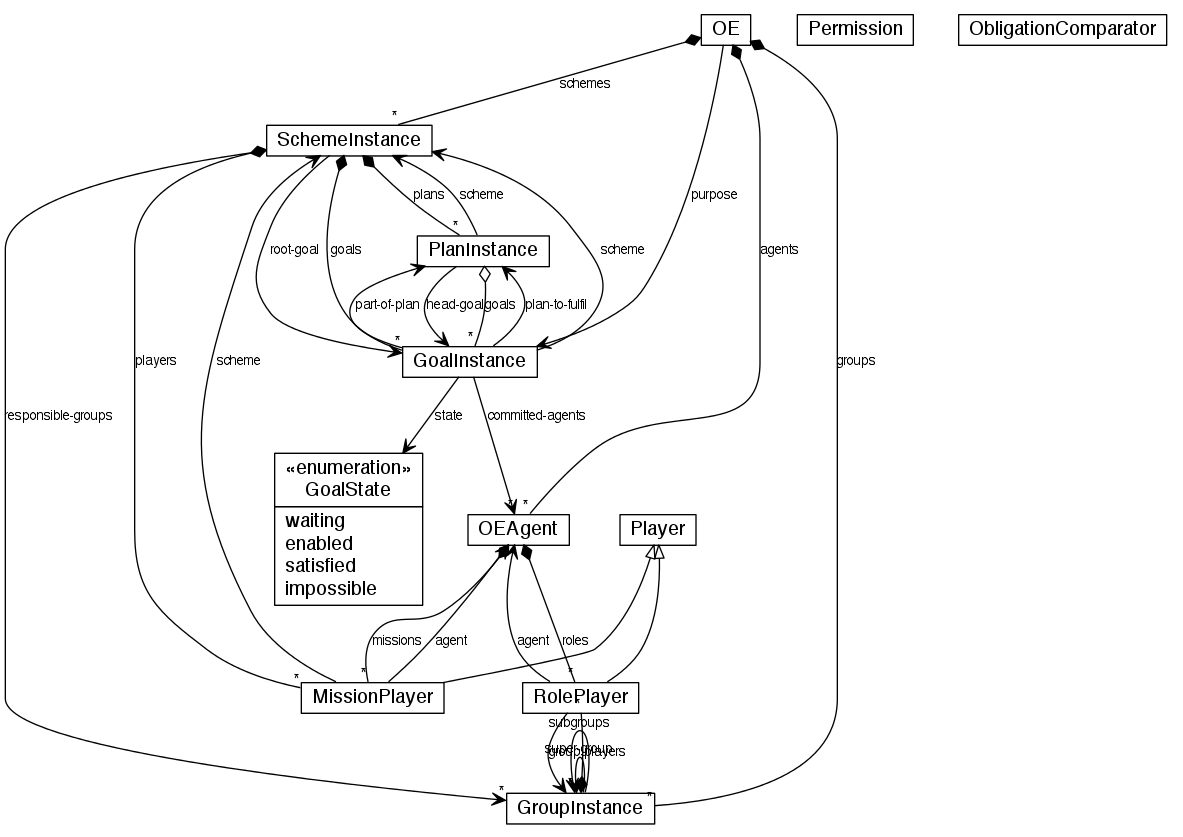 OE
Permission
ObligationComparator
schemes
*
SchemeInstance
plans
scheme
purpose
*
PlanInstance
root-goal
goals
scheme
agents
part-of-plan
head-goal
goals
plan-to-fulfil
*
*
GoalInstance
players
scheme
groups
responsible-groups
state
committed-agents
«enumeration»
GoalState
waiting
enabled
satisfied
impossible
*
*
OEAgent
Player
missions
agent
agent
roles
*
*
*
MissionPlayer
RolePlayer
subgroups
super-group
group
players
*
*
GroupInstance